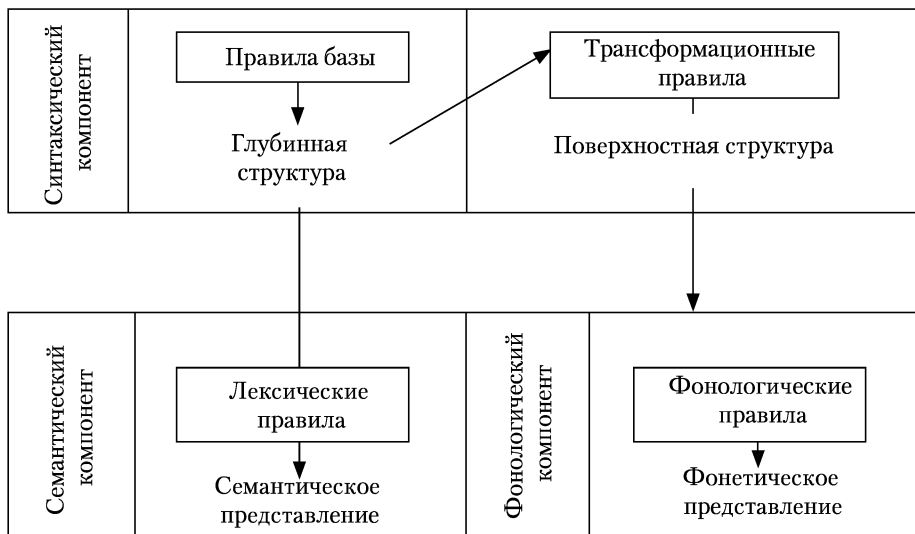 Синтаксический
компонент
Правила базы
Глубинная
структура
Трансформационные
правила
Поверхностная структура
Семантический
компонент
Лексические
правила
Семантическое
представление
Фонологический
компонент
Фонологические
правила
Фонетическое
представление